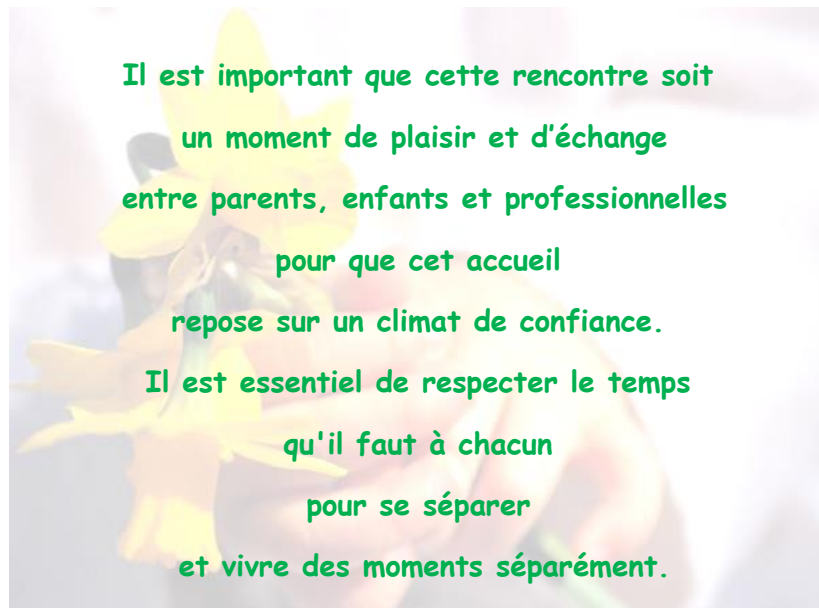 Il est important que cette rencontre soit
un moment de plaisir et d’échange
entre parents, enfants et professionnelles
pour que cet accueil
repose sur un climat de confiance.
Il est essentiel de respecter le temps
qu'il faut à chacun
pour se séparer
et vivre des moments séparément.